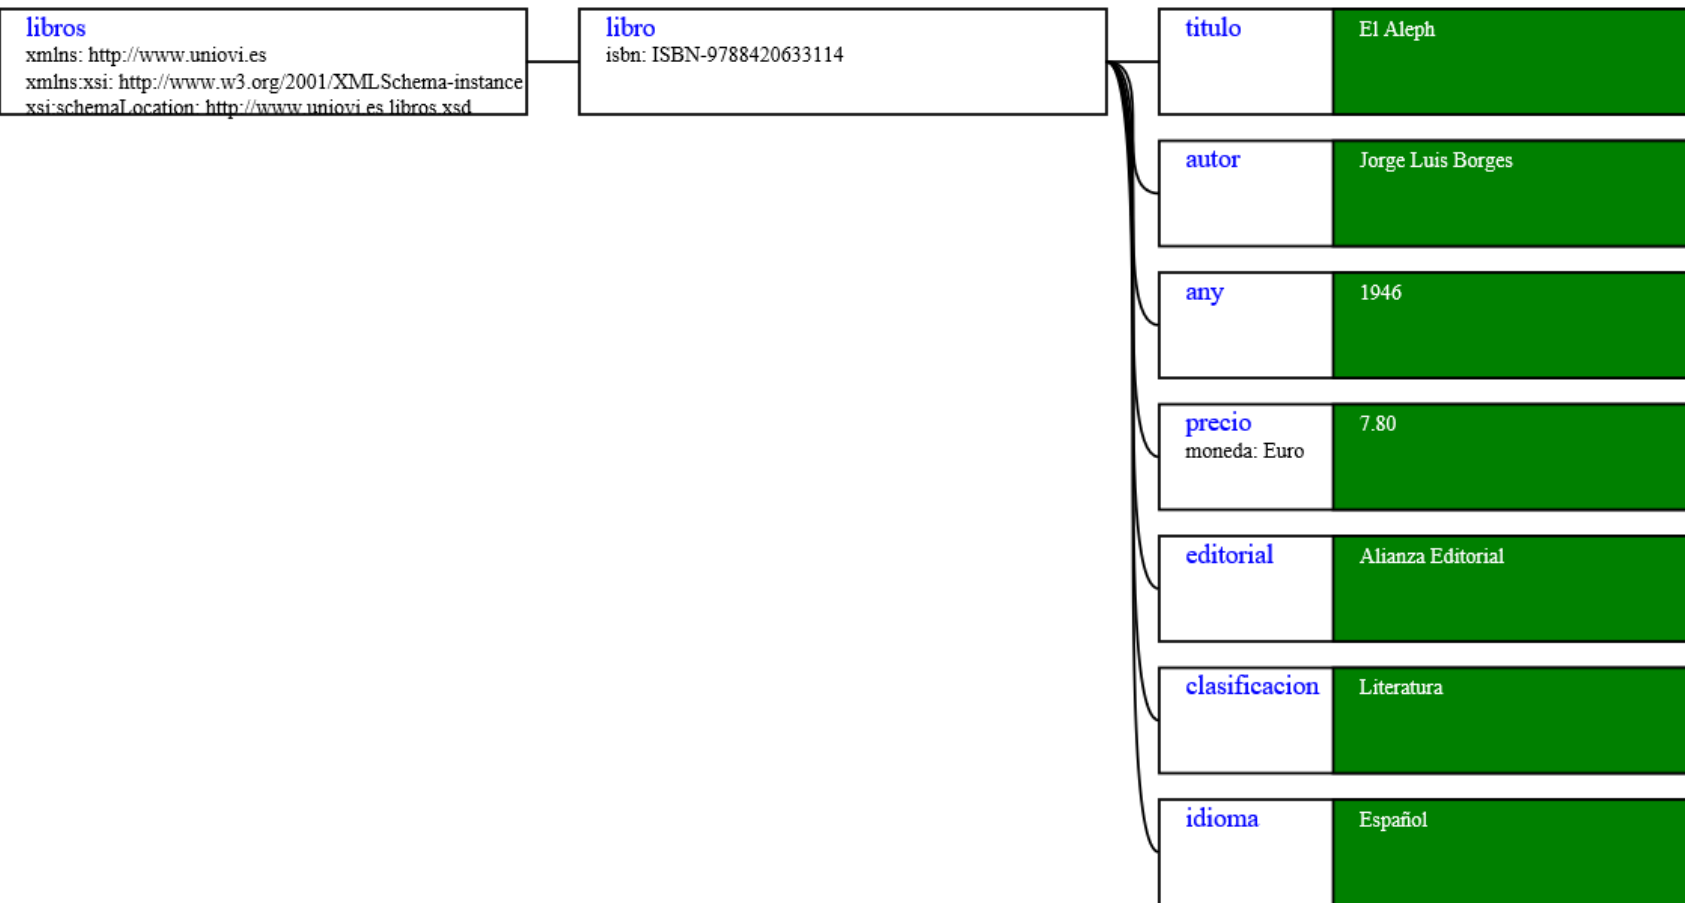 libros
xmlns: http://www.uniovi.es
xmlns:xsi: http://www.w3.org/2001/XMLSchema-instance
xsi:schemaLocation: http://www.uniovi.es libros.xsd
libro
isbn: ISBN-9788420633114
titulo
El Aleph
autor
Jorge Luis Borges
any
1946
precio
moneda: Euro
7.80
editorial
Alianza Editorial
clasificacion
Literatura
idioma
Español